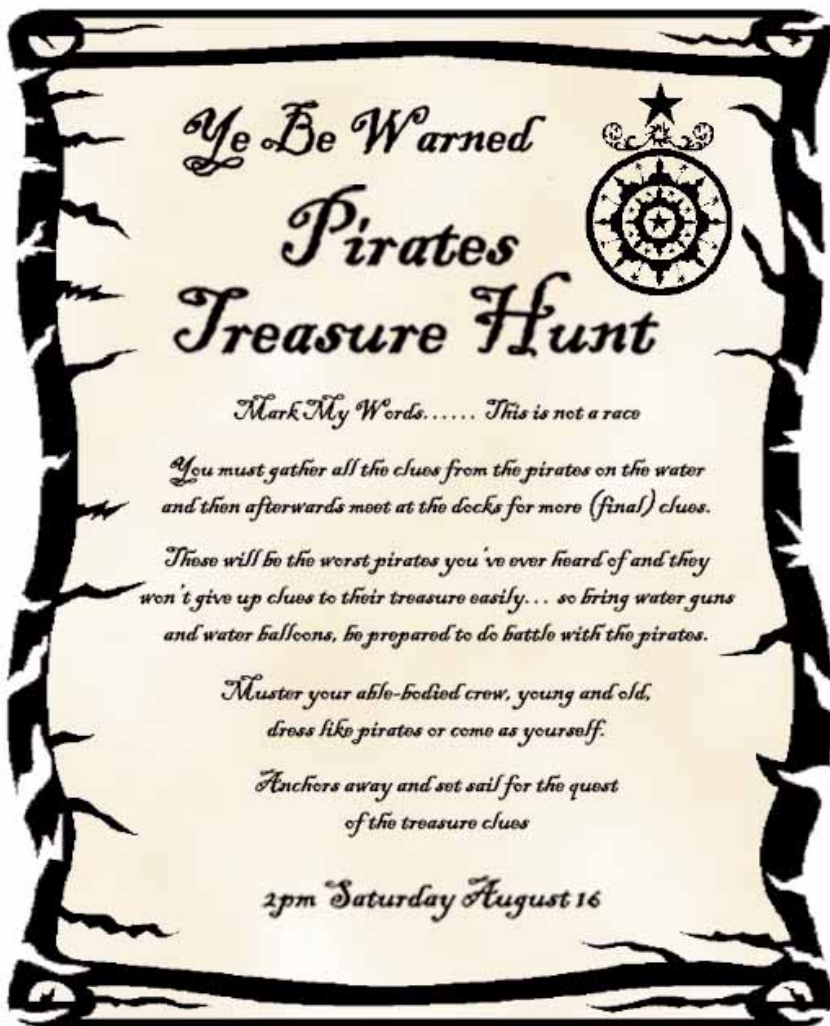 Ye Be Warned
Pirates
Treasure Hunt
Mark My Words...... This is not a race
You must gather all the clues from the pirates on the water
and then afterwards meet at the docks for more (final) clues.
These will be the worst pirates you've ever heard of and they
won't give up clues to their treasure easily... so bring water guns
and water balloons, be prepared to do battle with the pirates.
Muster your able-bodied crew, young and old,
dress like pirates or come as yourself.
Anchors away and set sail for the quest
of the treasure clues
2pm Saturday August 16